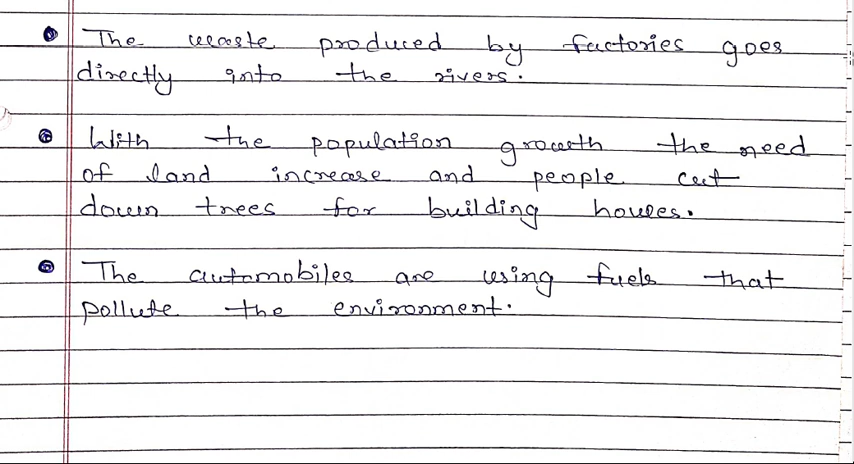 The waste produced by factories goes
directly into the rivers.
With the population growth the need
of land increase and people cut
down trees for building houses.
The automobiles are using fuels that
pollute the environment.